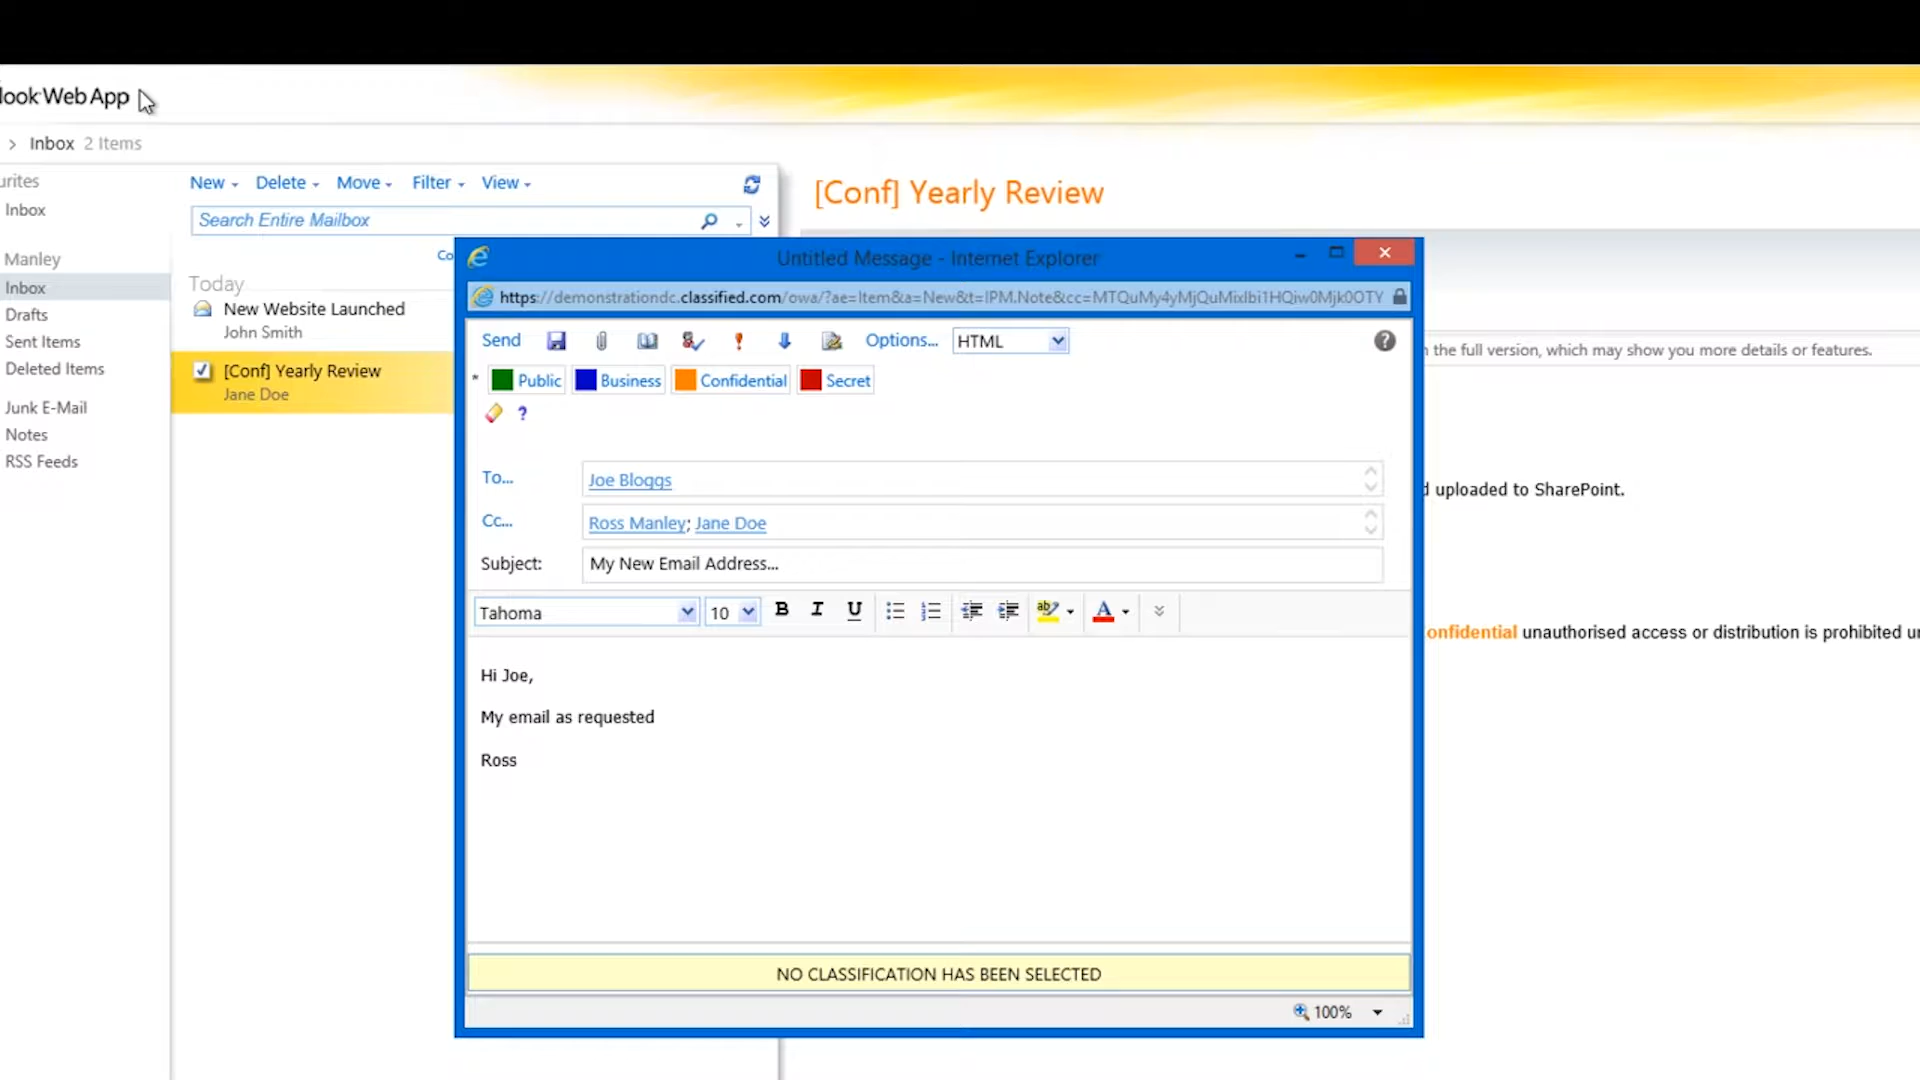 look Web App
> Inbox 2 Items
urites
Inbox
Manley
Inbox
Drafts
Sent Items
Deleted Items
Junk E-Mail
Notes
RSS Feeds
New Delete Move Filter View
Search Entire Mailbox
Co
Today
New Website Launched
John Smith
[Conf] Yearly Review
Jane Doe
[Conf] Yearly Review
the full version, which may show you more details or features.
d uploaded to SharePoint.
onfidential unauthorised access or distribution is prohibited u
Untitled Message - Internet Explorer
https://demonstrationdc.classified.com/owa/?ae=Item&a=New&t=IPM.Note&cc=
Send Options... HTML ?
* Public Business Confidential Secret
?
To... Joe Bloggs
Cc... Ross Manley; Jane Doe
Subject: My New Email Address...
Tahoma 10 B I U ab A
Hi Joe,
My email as requested
Ross
NO CLASSIFICATION HAS BEEN SELECTED
100%